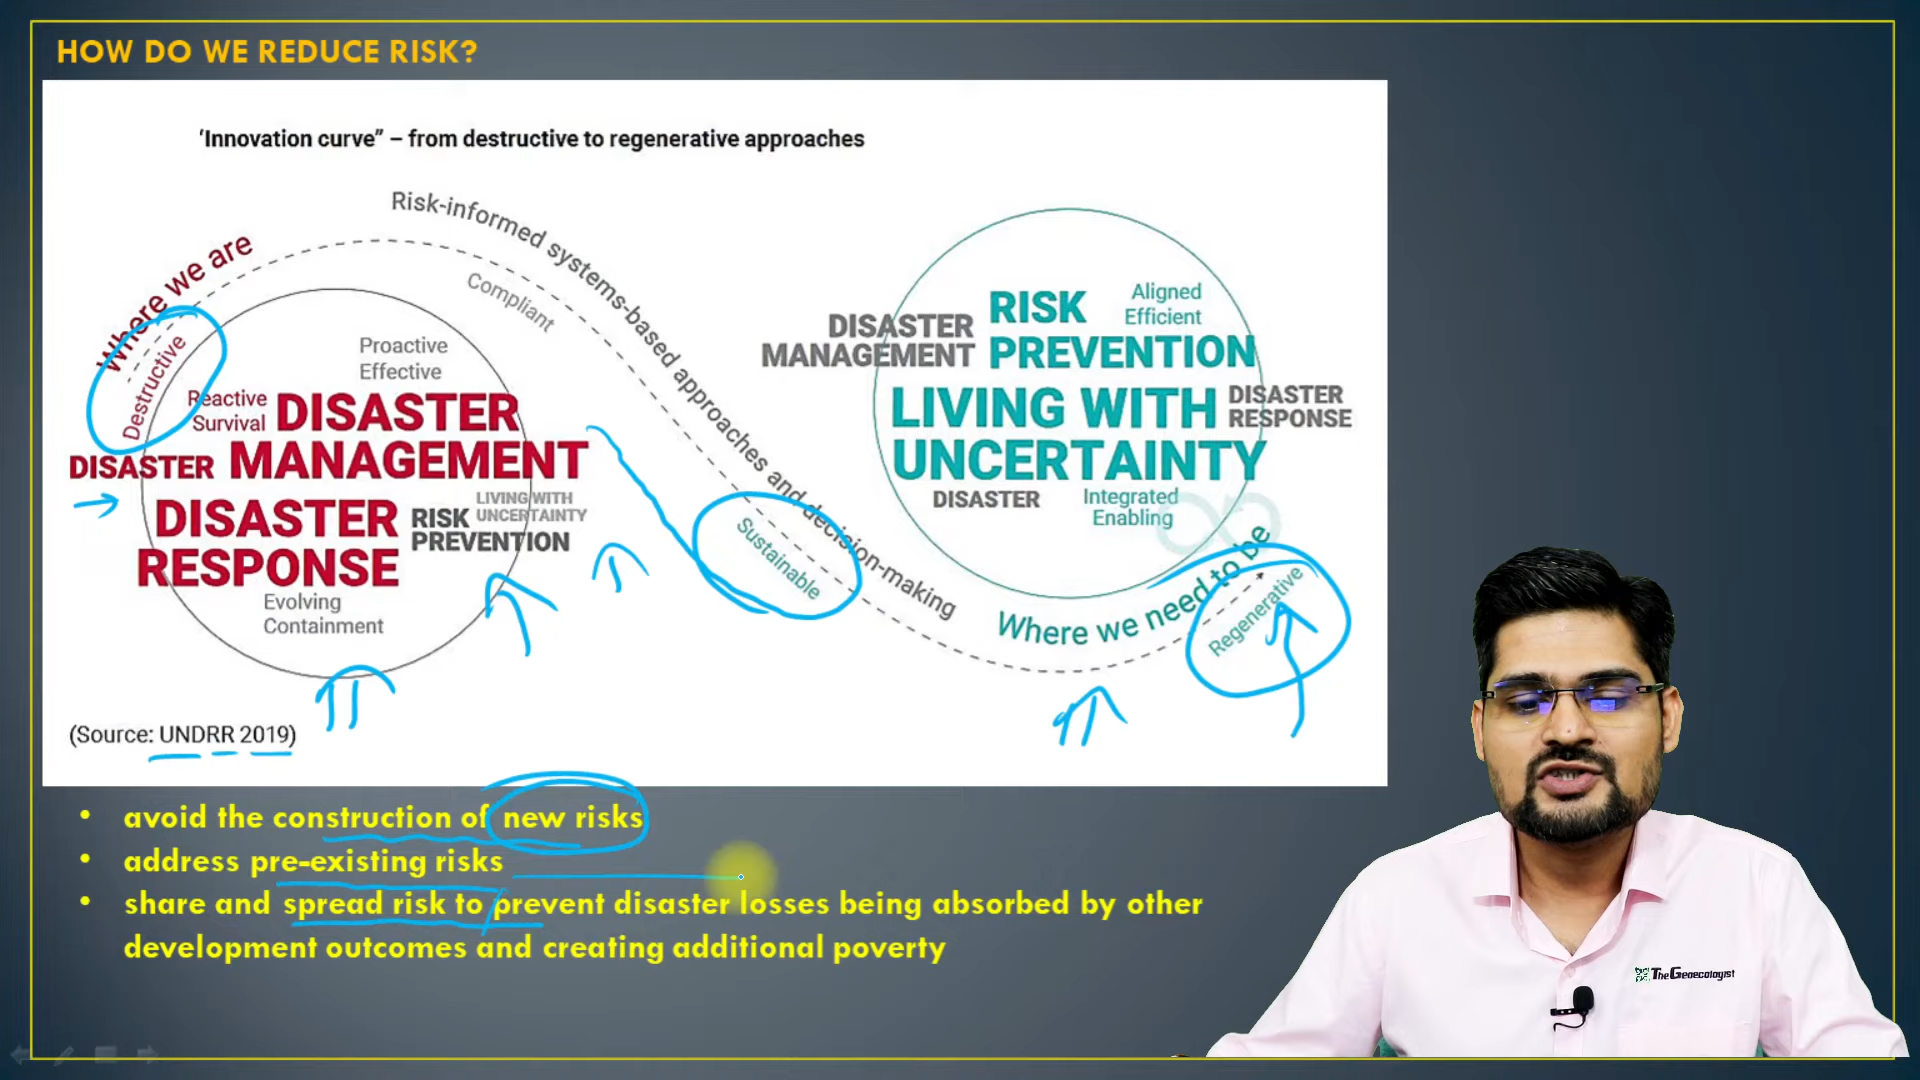 HOW DO WE REDUCE RISK?
‘Innovation curve” – from destructive to regenerative approaches
Where we are
Risk-informed systems-based approaches and decision-making
Where we need to be
Destructive
Compliant
Sustainable
Regenerative
Proactive
Effective
Reactive
Survival
DISASTER
MANAGEMENT
DISASTER
DISASTER
RESPONSE
RISK
PREVENTION
LIVING WITH
UNCERTAINTY
Evolving
Containment
DISASTER
MANAGEMENT
RISK
PREVENTION
Aligned
Efficient
LIVING WITH
UNCERTAINTY
DISASTER
RESPONSE
DISASTER
Integrated
Enabling
(Source: UNDRR 2019)
• avoid the construction of new risks
• address pre-existing risks
• share and spread risk to prevent disaster losses being absorbed by other
development outcomes and creating additional poverty
The Geoecologist